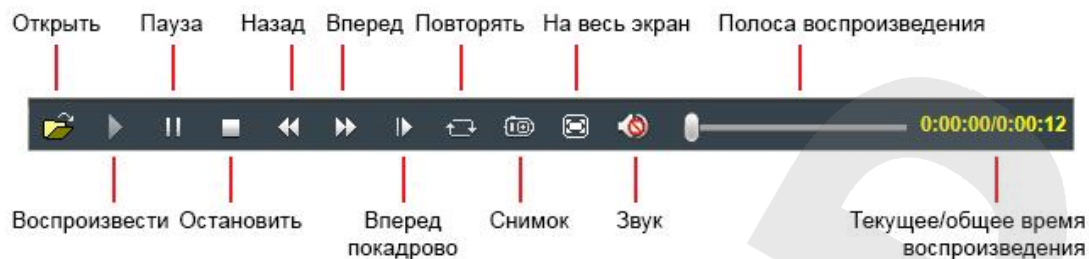 Открыть Пауза Назад Вперед Повторять На весь экран Полоса воспроизведения
0:00:00/0:00:12
Воспроизвести Остановить Вперед покадрово Снимок Звук Текущее/общее время воспроизведения